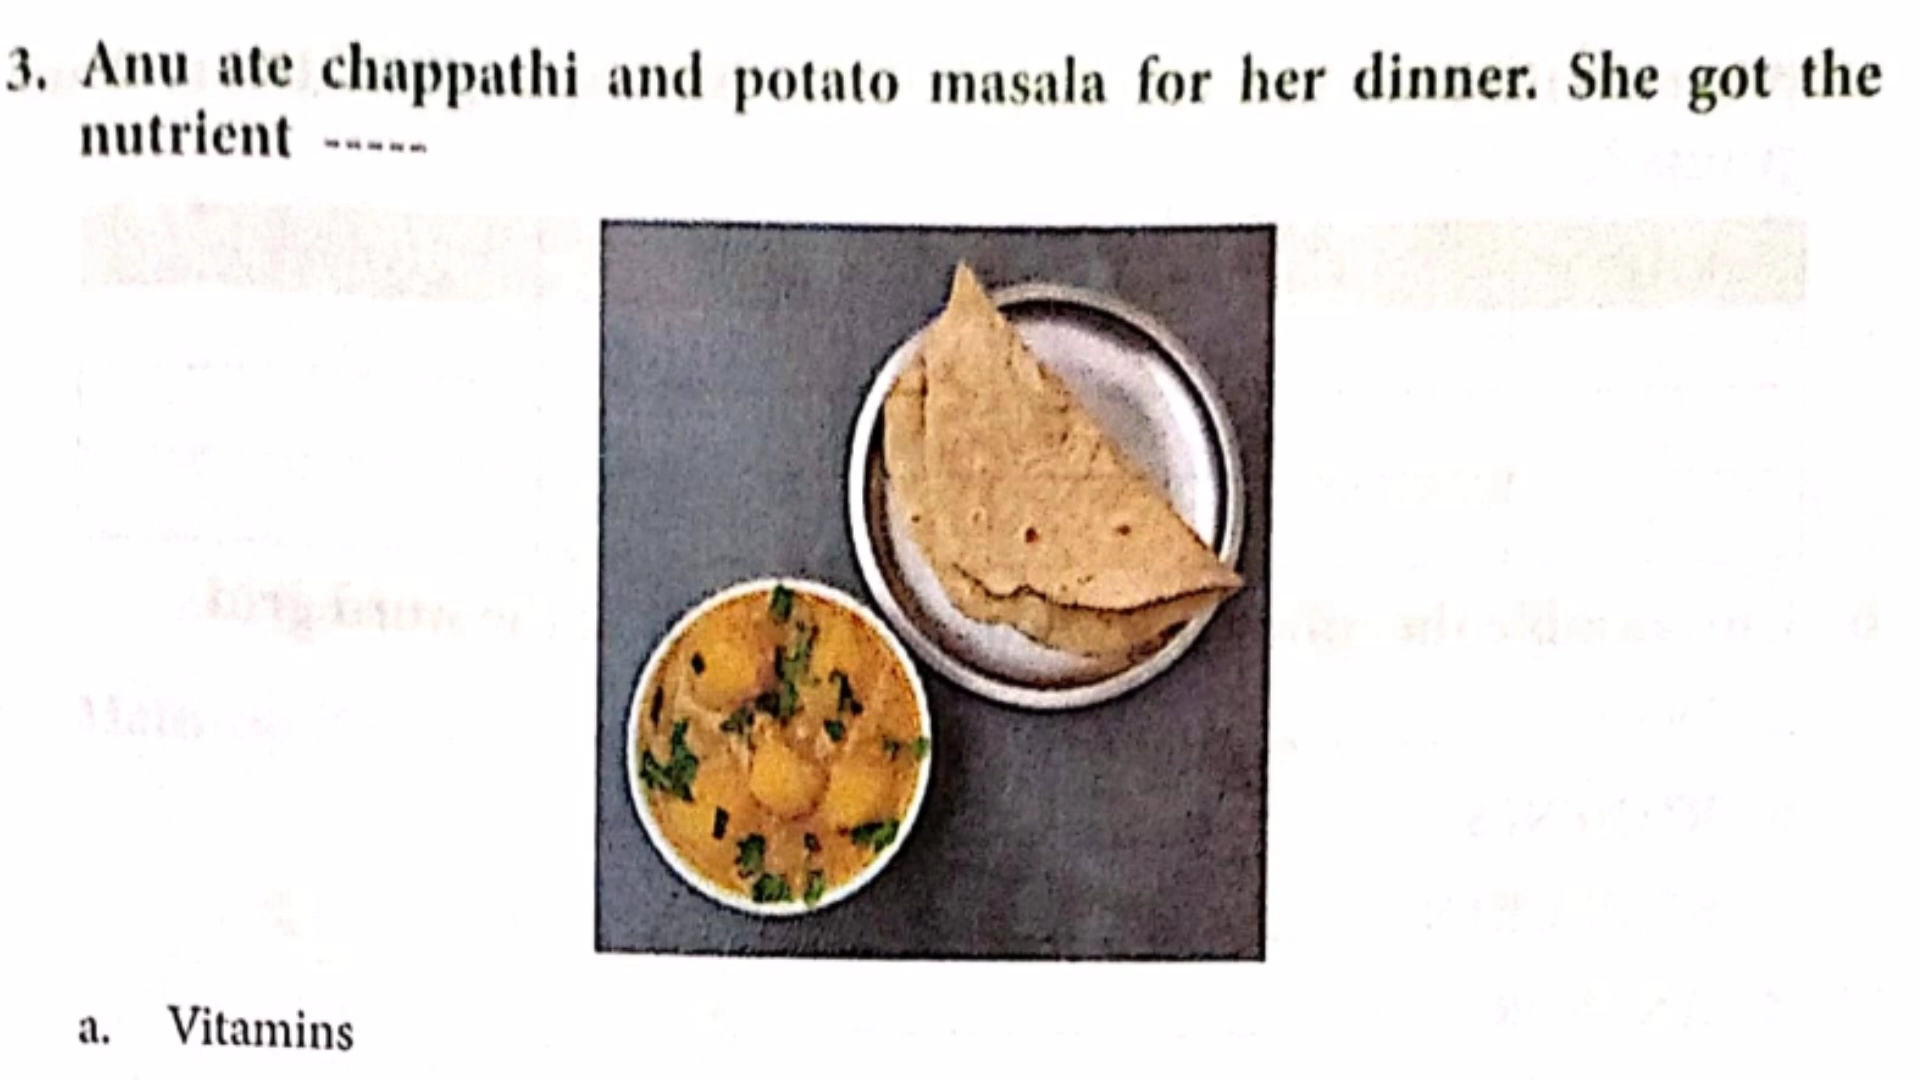 3. Anu ate chappathi and potato masala for her dinner. She got the
nutrient -----
a. Vitamins